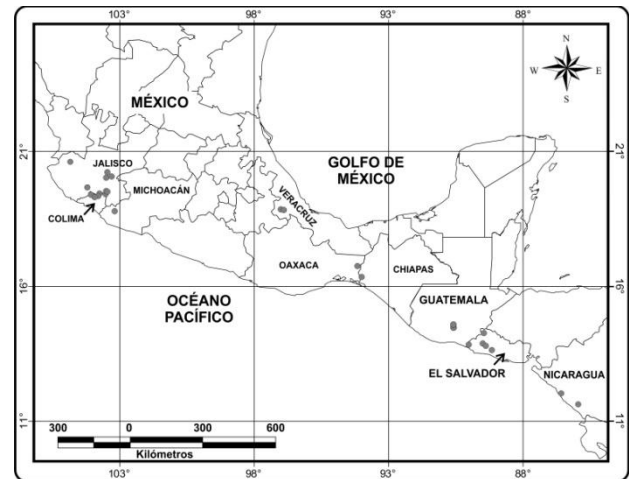 103°
98°
93°
88°
N
W E
S
MÉXICO
21°
21°
JALISCO
GOLFO DE
MÉXICO
MICHOACÁN
VERACRUZ
COLIMA
OAXACA
CHIAPAS
16°
16°
OCÉANO
PACÍFICO
GUATEMALA
EL SALVADOR
NICARAGUA
11°
11°
300 0 300 600
Kilómetros
103°
98°
93°
88°